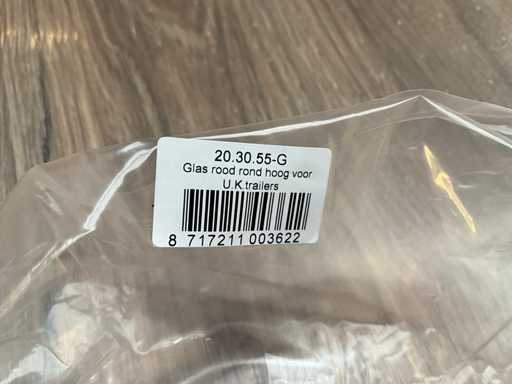 20.30.55-G
Glas rood rond hoog voor
U.K.trailers
8 717211 003622